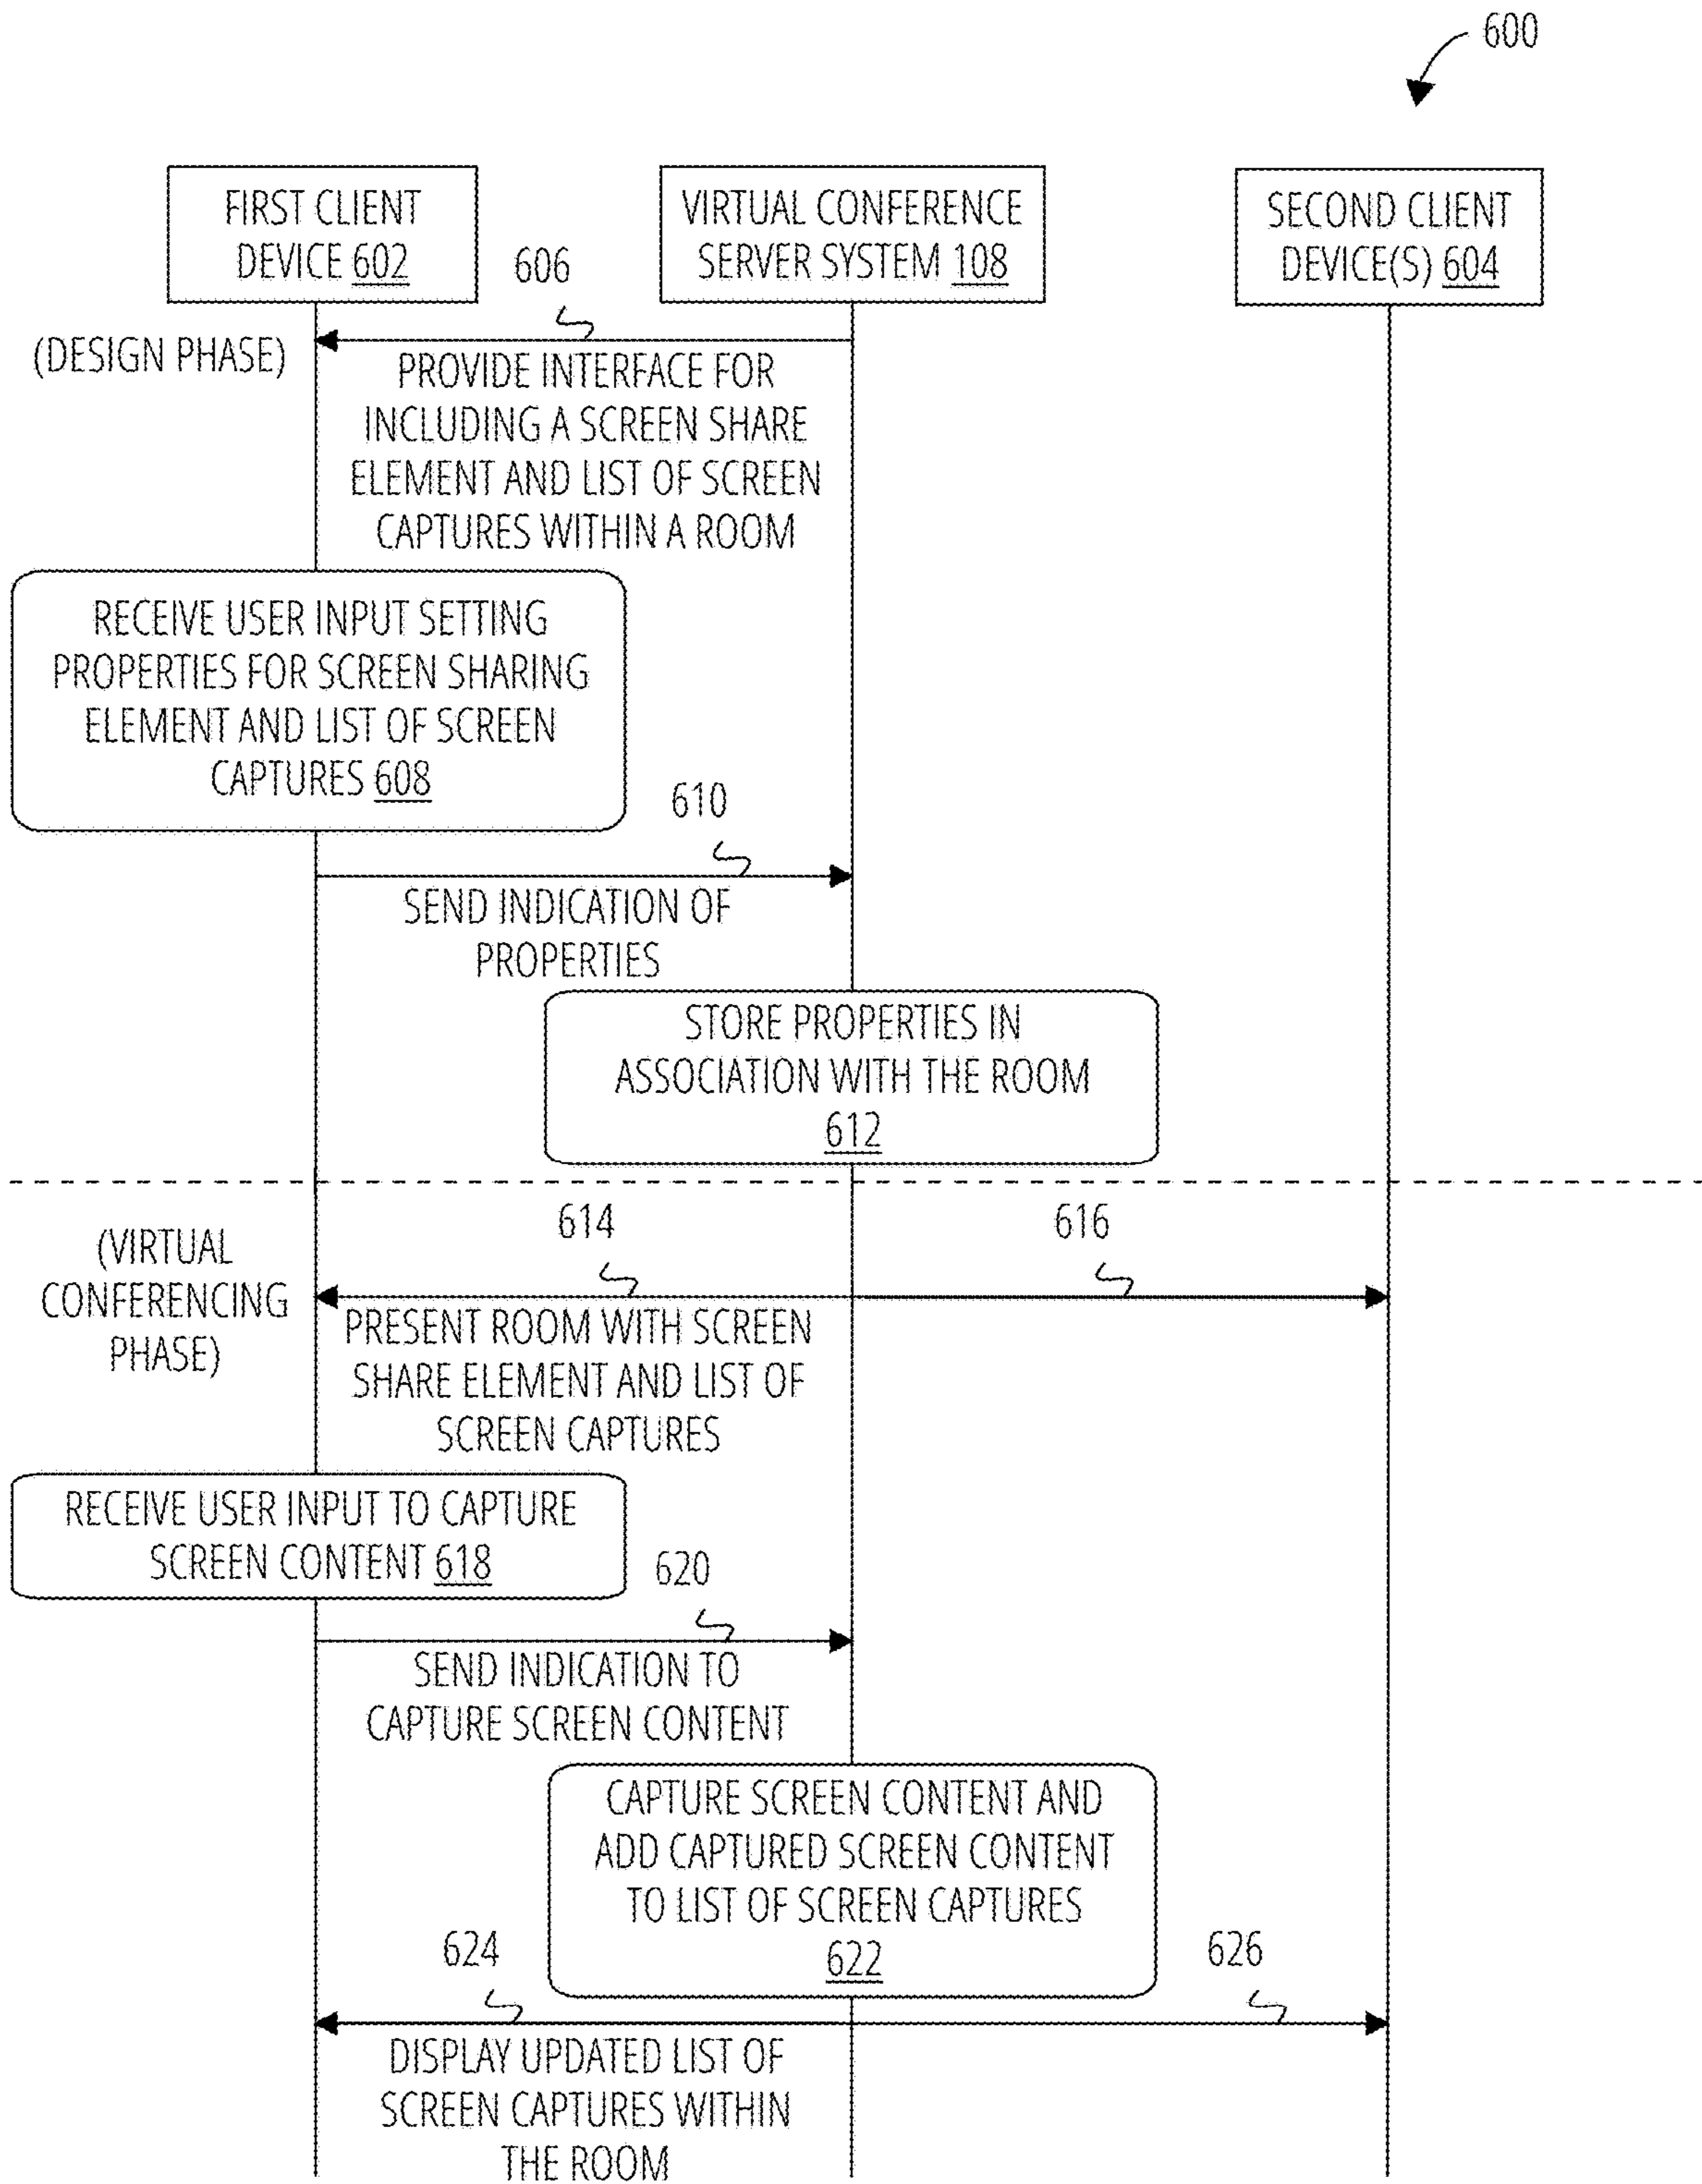 600
FIRST CLIENT
DEVICE 602
VIRTUAL CONFERENCE
SERVER SYSTEM 108
SECOND CLIENT
DEVICE(S) 604
606
(DESIGN PHASE)
PROVIDE INTERFACE FOR
INCLUDING A SCREEN SHARE
ELEMENT AND LIST OF SCREEN
CAPTURES WITHIN A ROOM
RECEIVE USER INPUT SETTING
PROPERTIES FOR SCREEN SHARING
ELEMENT AND LIST OF SCREEN
CAPTURES 608
610
SEND INDICATION OF
PROPERTIES
STORE PROPERTIES IN
ASSOCIATION WITH THE ROOM
612
614
616
(VIRTUAL
CONFERENCING
PHASE)
PRESENT ROOM WITH SCREEN
SHARE ELEMENT AND LIST OF
SCREEN CAPTURES
RECEIVE USER INPUT TO CAPTURE
SCREEN CONTENT 618
620
SEND INDICATION TO
CAPTURE SCREEN CONTENT
CAPTURE SCREEN CONTENT AND
ADD CAPTURED SCREEN CONTENT
TO LIST OF SCREEN CAPTURES
622
624
626
DISPLAY UPDATED LIST OF
SCREEN CAPTURES WITHIN
THE ROOM